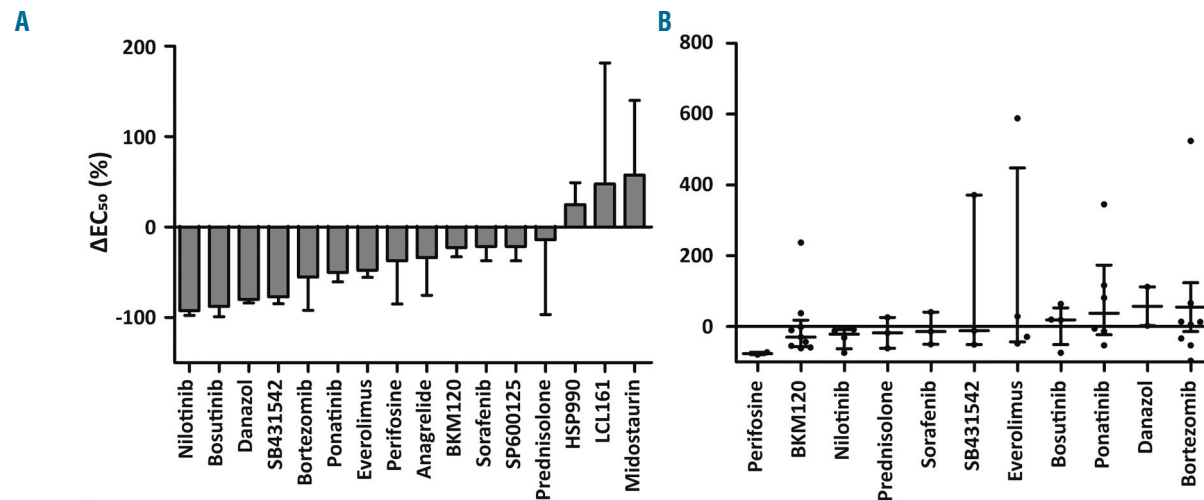 A
B
ΔEC₅₀ (%)
200
100
0
-100
Nilotinib
Bosutinib
Danazol
SB431542
Bortezomib
Ponatinib
Everolimus
Perifosine
Anagrelide
BKM120
Sorafenib
SP600125
Prednisolone
HSP990
LCL161
Midostaurin
800
600
400
200
0
Perifosine
BKM120
Nilotinib
Prednisolone
Sorafenib
SB431542
Everolimus
Bosutinib
Ponatinib
Danazol
Bortezomib